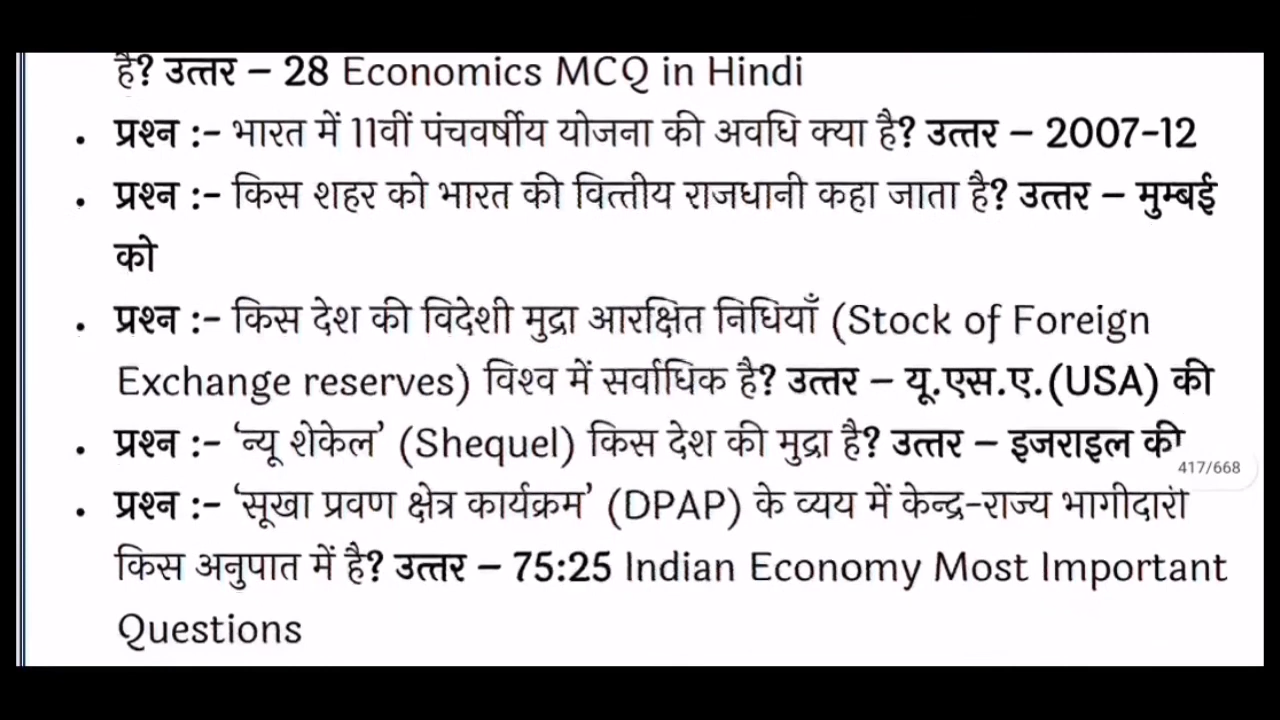 है? उत्तर – 28 Economics MCQ in Hindi
• प्रश्न :- भारत में 11वीं पंचवर्षीय योजना की अवधि क्या है? उत्तर – 2007-12
• प्रश्न :- किस शहर को भारत की वित्तीय राजधानी कहा जाता है? उत्तर – मुम्बई
को
• प्रश्न :- किस देश की विदेशी मुद्रा आरक्षित निधियाँ (Stock of Foreign
Exchange reserves) विश्व में सर्वाधिक है? उत्तर – यू.एस.ए.(USA) की
• प्रश्न :- ‘न्यू शेकेल’ (Shequel) किस देश की मुद्रा है? उत्तर – इजराइल की
417/668
• प्रश्न :- ‘सूखा प्रवण क्षेत्र कार्यक्रम’ (DPAP) के व्यय में केन्द्र-राज्य भागीदारी
किस अनुपात में है? उत्तर – 75:25 Indian Economy Most Important
Questions